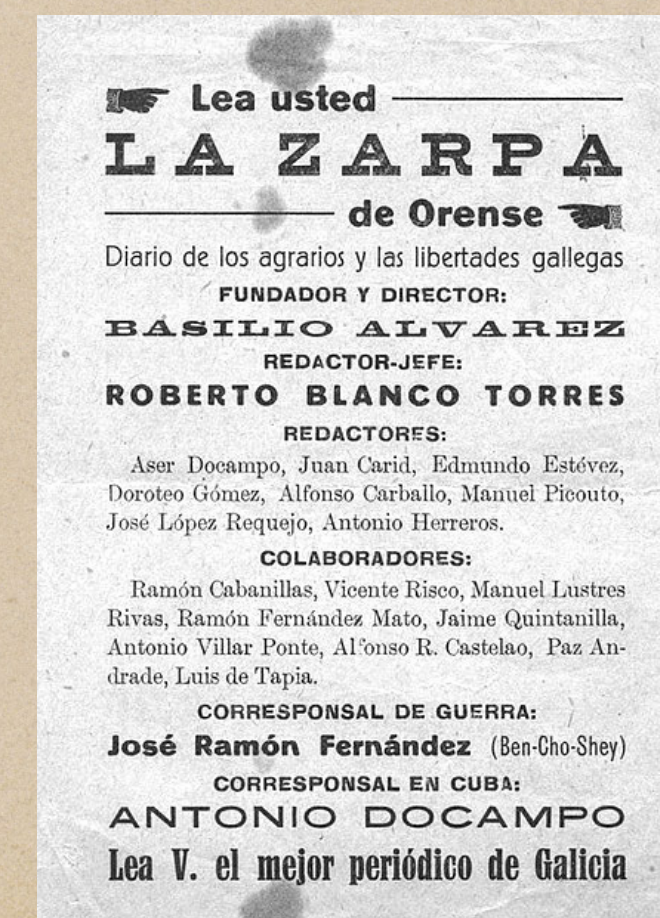 Lea usted
LA ZARPA
de Orense
Diario de los agrarios y las libertades gallegas
FUNDADOR Y DIRECTOR:
BASILIO ALVAREZ
REDACTOR-JEFE:
ROBERTO BLANCO TORRES
REDACTORES:
Aser Docampo, Juan Carid, Edmundo Estévez,
Doroteo Gómez, Alfonso Carballo, Manuel Picouto,
José López Requejo, Antonio Herreros.
COLABORADORES:
Ramón Cabanillas, Vicente Risco, Manuel Lustres
Rivas, Ramón Fernández Mato, Jaime Quintanilla,
Antonio Villar Ponte, Alfonso R. Castelao, Paz An-
drade, Luis de Tapia.
CORRESPONSAL DE GUERRA:
José Ramón Fernández (Ben-Cho-Shey)
CORRESPONSAL EN CUBA:
ANTONIO DOCAMPO
Lea V. el mejor periódico de Galicia